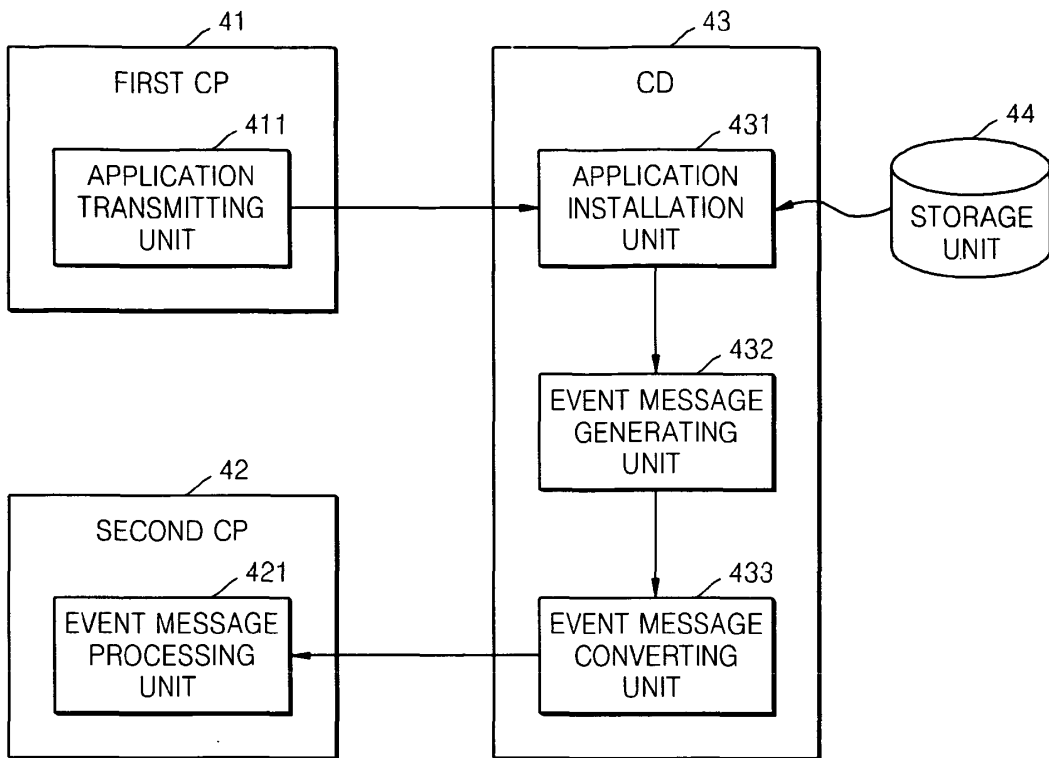 41
FIRST CP
411
APPLICATION
TRANSMITTING
UNIT
43
CD
431
APPLICATION
INSTALLATION
UNIT
44
STORAGE
UNIT
432
EVENT MESSAGE
GENERATING
UNIT
42
SECOND CP
421
EVENT MESSAGE
PROCESSING
UNIT
433
EVENT MESSAGE
CONVERTING
UNIT